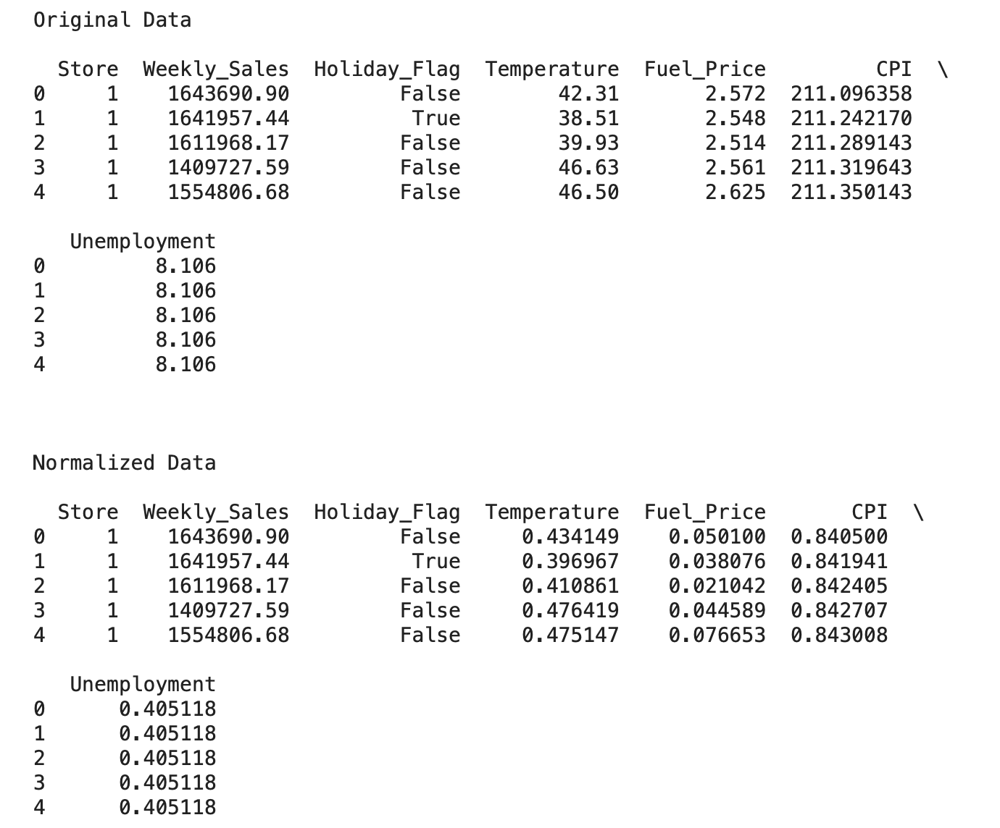 Original Data
Store Weekly_Sales Holiday_Flag Temperature Fuel_Price CPI \
0 1 1643690.90 False 42.31 2.572 211.096358
1 1 1641957.44 True 38.51 2.548 211.242170
2 1 1611968.17 False 39.93 2.514 211.289143
3 1 1409727.59 False 46.63 2.561 211.319643
4 1 1554806.68 False 46.50 2.625 211.350143
Unemployment
0 8.106
1 8.106
2 8.106
3 8.106
4 8.106
Normalized Data
Store Weekly_Sales Holiday_Flag Temperature Fuel_Price CPI \
0 1 1643690.90 False 0.434149 0.050100 0.840500
1 1 1641957.44 True 0.396967 0.038076 0.841941
2 1 1611968.17 False 0.410861 0.021042 0.842405
3 1 1409727.59 False 0.476419 0.044589 0.842707
4 1 1554806.68 False 0.475147 0.076653 0.843008
Unemployment
0 0.405118
1 0.405118
2 0.405118
3 0.405118
4 0.405118